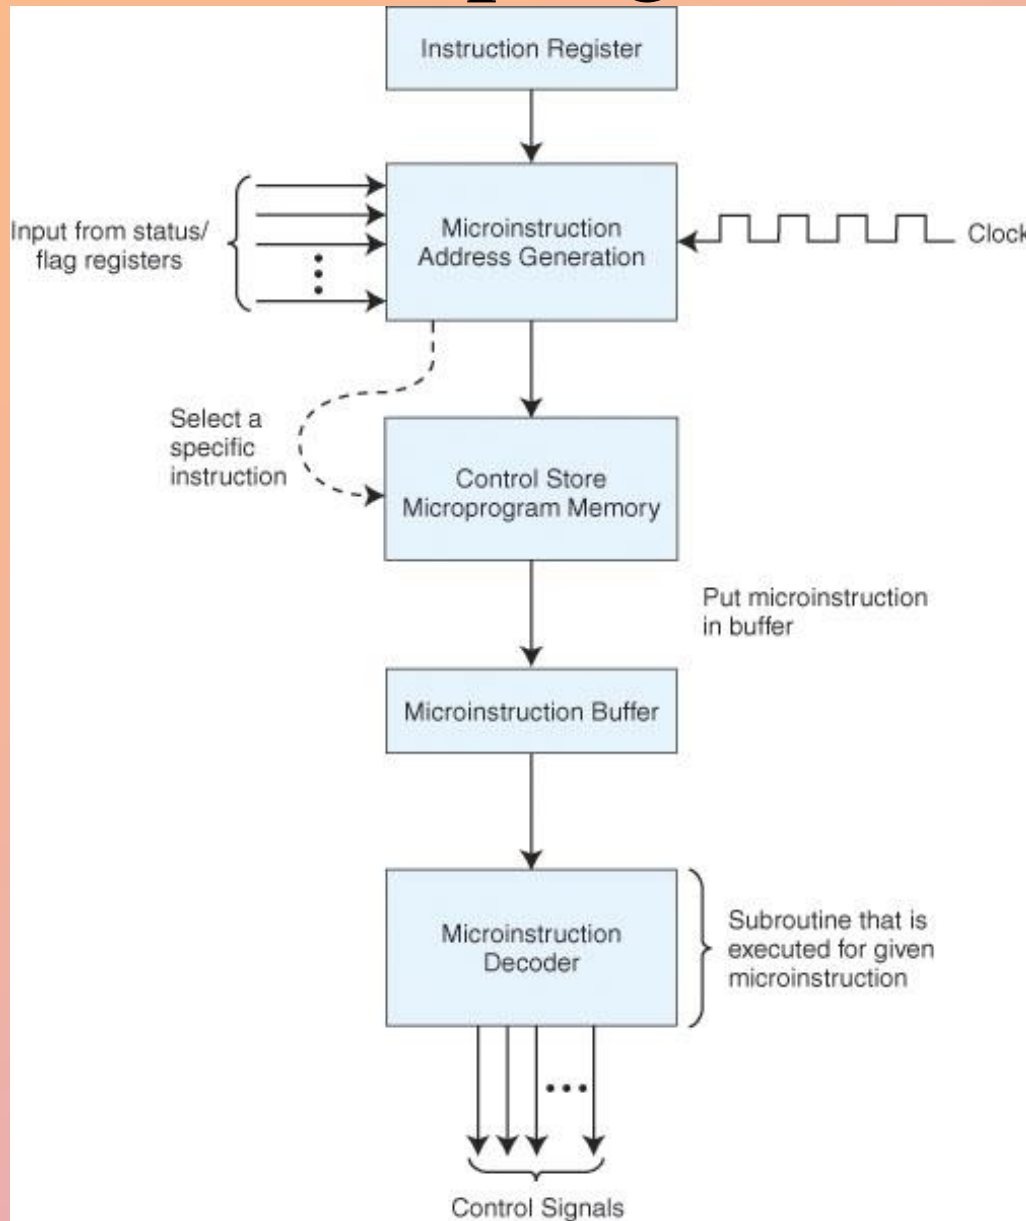 Instruction Register
Input from status/
flag registers
Microinstruction
Address Generation
Clock
Select a
specific
instruction
Control Store
Microprogram Memory
Put microinstruction
in buffer
Microinstruction Buffer
Microinstruction
Decoder
Subroutine that is
executed for given
microinstruction
Control Signals